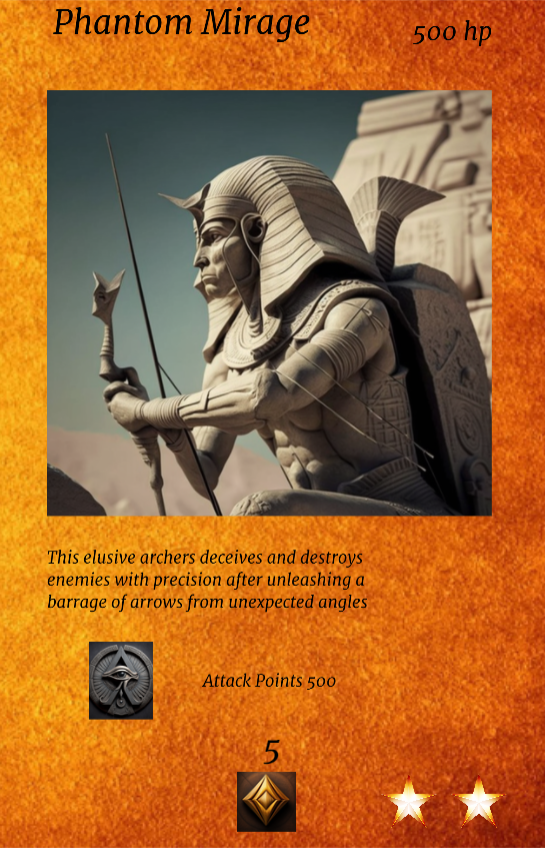 Phantom Mirage
500 hp
This elusive archers deceives and destroys
enemies with precision after unleashing a
barrage of arrows from unexpected angles
Attack Points 500
5